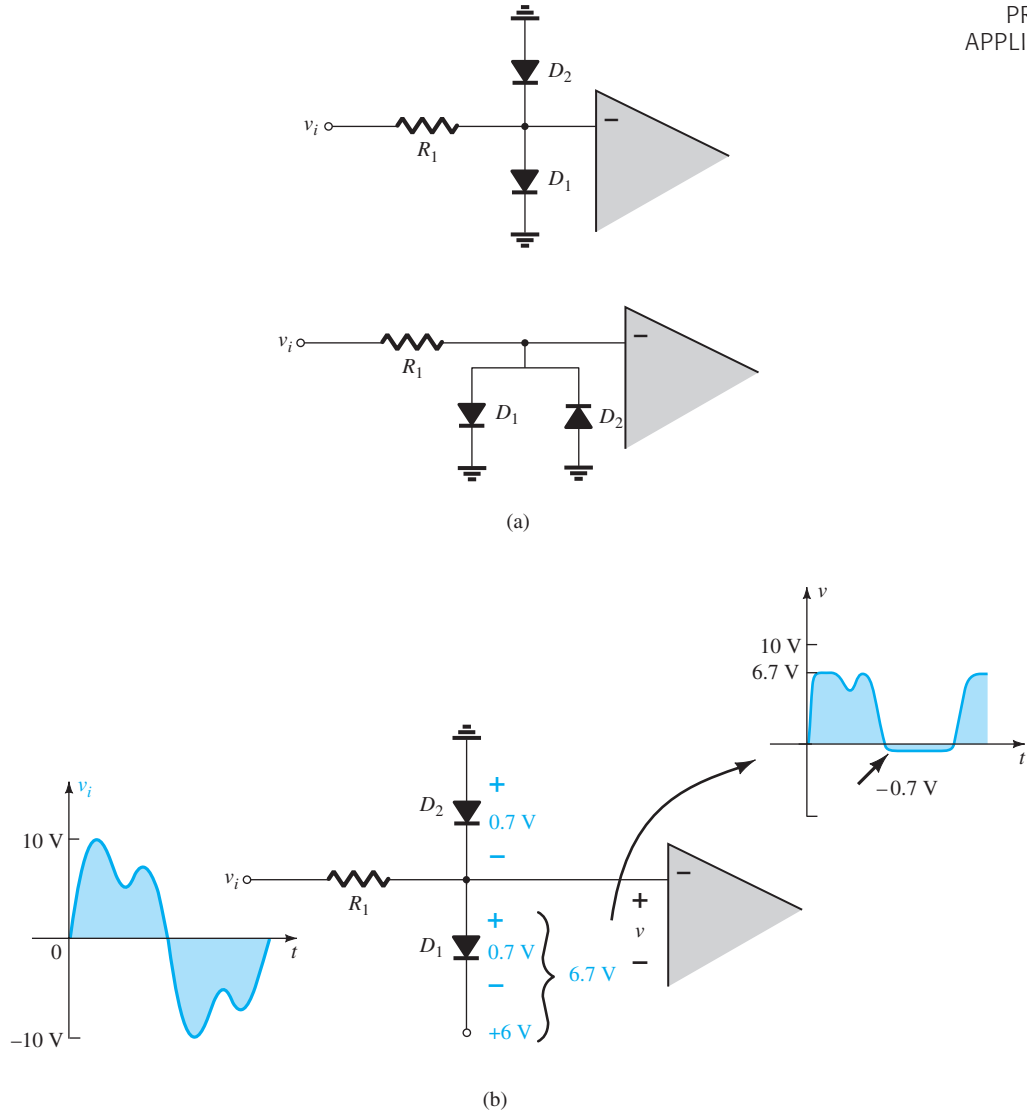 PR
APPLI
D2
vi
R1
−
D1
vi
R1
−
D1
D2
(a)
v
10 V
6.7 V
t
−0.7 V
vi
10 V
0
t
−10 V
D2
+
0.7 V
−
vi
R1
−
D1
+
0.7 V
−
6.7 V
+
v
−
+6 V
(b)